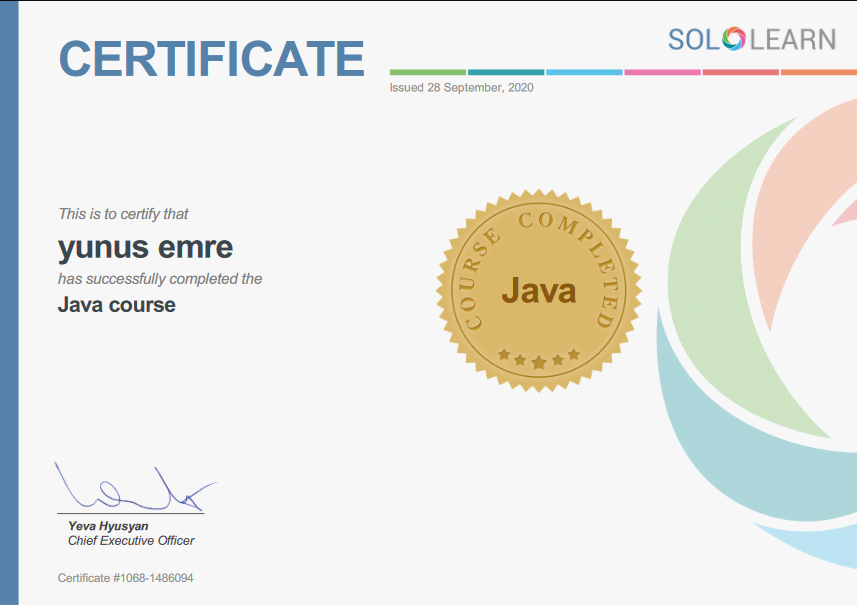 CERTIFICATE
SOLOLEARN
Issued 28 September, 2020
This is to certify that
yunus emre
has successfully completed the
Java course
COURSE COMPLETED
Java
Yeva Hyusyan
Chief Executive Officer
Certificate #1068-1486094